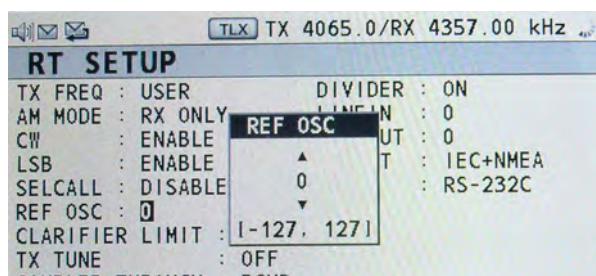 TLX TX 4065.0/RX 4357.00 kHz
RT SETUP
TX FREQ : USER DIVIDER : ON
AM MODE : RX ONLY : 0
CW : ENABLE UT : 0
LSB : ENABLE T : IEC+NMEA
SELCALL : DISABLE : RS-232C
REF OSC : 0
CLARIFIER LIMIT :
TX TUNE : OFF
REF OSC
▲
0
▼
[-127, 127]